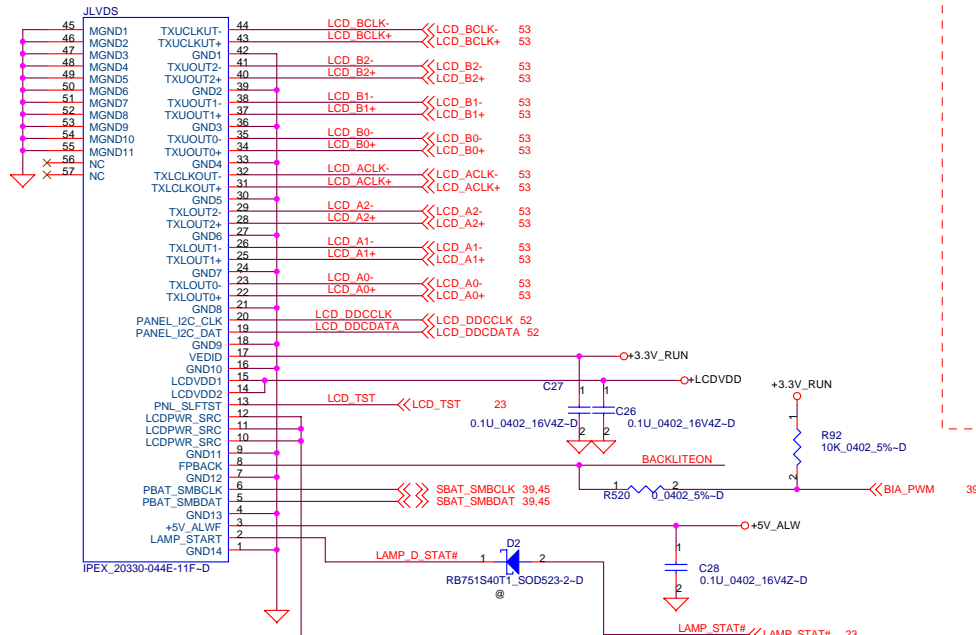 JLVDS
45 MGND1 TXUCLKUT- 44 LCD_BCLK- LCD_BCLK- 53
46 MGND2 TXUCLKUT+ 43 LCD_BCLK+ LCD_BCLK+ 53
47 MGND3 GND1 42
48 MGND4 TXUOUT2- 41 LCD_B2- LCD_B2- 53
49 MGND5 TXUOUT2+ 40 LCD_B2+ LCD_B2+ 53
50 MGND6 GND2 39
51 MGND7 TXUOUT1- 38 LCD_B1- LCD_B1- 53
52 MGND8 TXUOUT1+ 37 LCD_B1+ LCD_B1+ 53
53 MGND9 GND3 36
54 MGND10 TXUOUT0- 35 LCD_B0- LCD_B0- 53
55 MGND11 TXUOUT0+ 34 LCD_B0+ LCD_B0+ 53
56 NC GND4 33
57 NC TXLCLKOUT- 32 LCD_ACLK- LCD_ACLK- 53
TXLCLKOUT+ 31 LCD_ACLK+ LCD_ACLK+ 53
GND5 30
TXLOUT2- 29 LCD_A2- LCD_A2- 53
TXLOUT2+ 28 LCD_A2+ LCD_A2+ 53
GND6 27
TXLOUT1- 26 LCD_A1- LCD_A1- 53
TXLOUT1+ 25 LCD_A1+ LCD_A1+ 53
GND7 24
TXLOUT0- 23 LCD_A0- LCD_A0- 53
TXLOUT0+ 22 LCD_A0+ LCD_A0+ 53
GND8 21
PANEL_I2C_CLK 20 LCD_DDCCLK LCD_DDCCLK 52
PANEL_I2C_DAT 19 LCD_DDCDATA LCD_DDCDATA 52
GND9 18
VEDID 17 +3.3V_RUN
GND10 16
LCDVDD1 15 +LCDVDD
LCDVDD2 14
PNL_SLFTST 13 LCD_TST LCD_TST 23
LCDPWR_SRC 12
LCDPWR_SRC 11
LCDPWR_SRC 10
GND11 9
FPBACK 8 BACKLITEON
GND12 7
PBAT_SMBCLK 6 SBAT_SMBCLK 39,45
PBAT_SMBDAT 5 SBAT_SMBDAT 39,45
GND13 4
+5V_ALWF 3 +5V_ALW
LAMP_START 2
GND14 1
IPEX_20330-044E-11F~D
C27 1 2
0.1U_0402_16V4Z~D
C26 1 2
0.1U_0402_16V4Z~D
+3.3V_RUN
1 2
R92
10K_0402_5%~D
1 2
R520 0_0402_5%~D
BIA_PWM 39
1 2
C28
0.1U_0402_16V4Z~D
LAMP_D_STAT# 1 D2 2
RB751S40T1_SOD523-2~D
@
LAMP_STAT# LAMP_STAT# 23